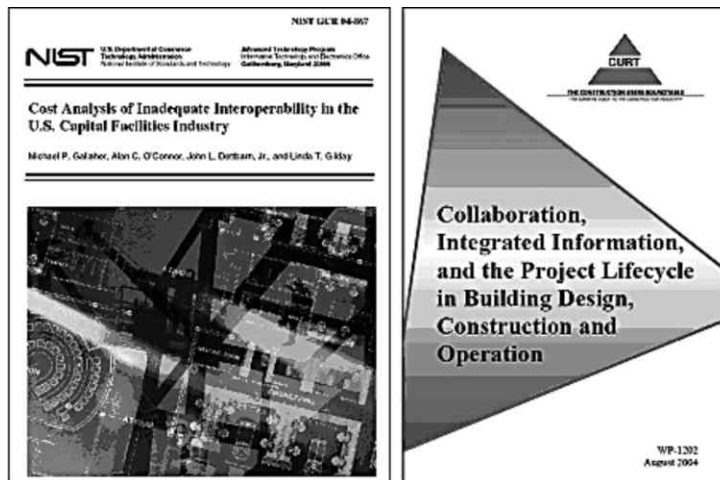 NIST GCR 04-867
NIST
U.S. Department of Commerce
Technology Administration
National Institute of Standards and Technology
Advanced Technology Program
Information Technology and Electronics Office
Gaithersburg, Maryland 20899
Cost Analysis of Inadequate Interoperability in the
U.S. Capital Facilities Industry
Michael P. Gallaher, Alan C. O'Connor, John L. Dettbarn, Jr., and Linda T. Gilday
CURT
THE CONSTRUCTION USERS ROUNDTABLE
Collaboration,
Integrated Information,
and the Project Lifecycle
in Building Design,
Construction and
Operation
WP-1202
August 2004